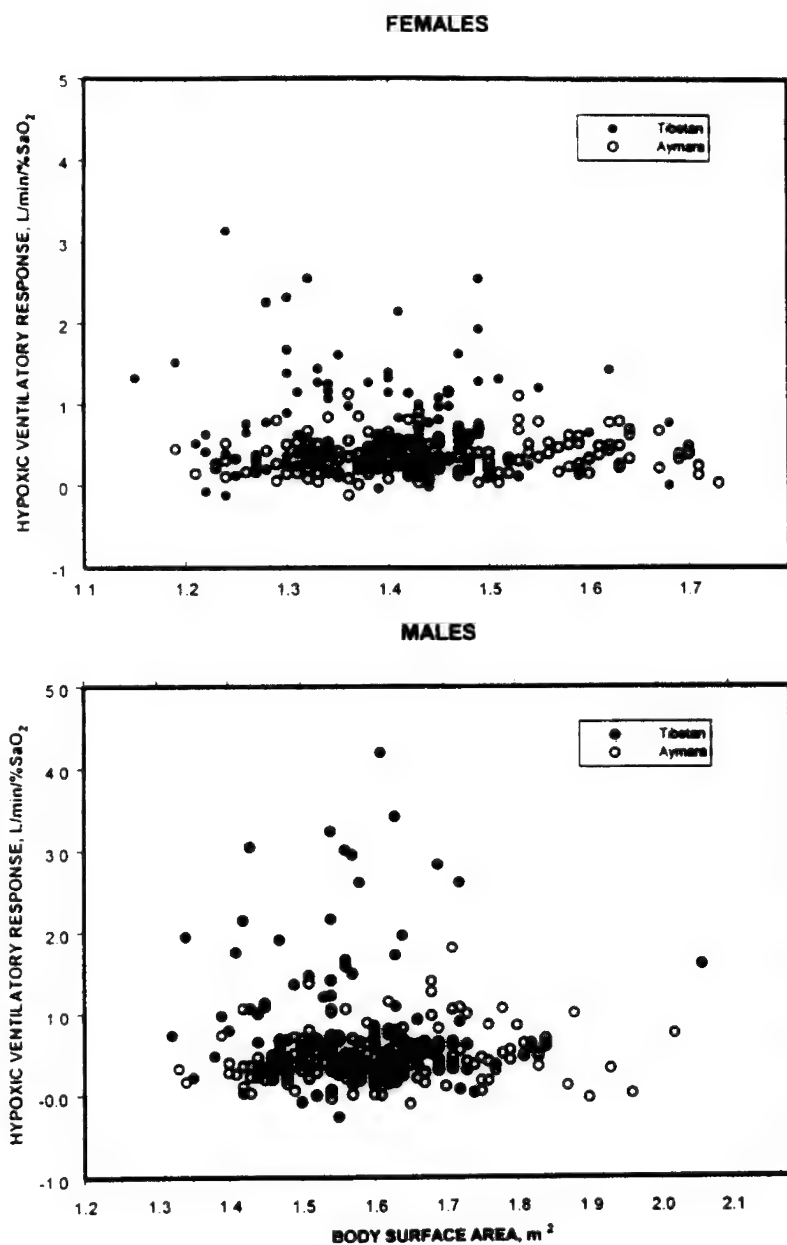 FEMALES
HYPOXIC VENTILATORY RESPONSE, L/min/%SaO₂
5
4
3
2
1
0
-1
Tibetan
Aymara
1.1 1.2 1.3 1.4 1.5 1.6 1.7
MALES
HYPOXIC VENTILATORY RESPONSE, L/min/%SaO₂
5.0
4.0
3.0
2.0
1.0
-0.0
-1.0
Tibetan
Aymara
1.2 1.3 1.4 1.5 1.6 1.7 1.8 1.9 2.0 2.1
BODY SURFACE AREA, m²